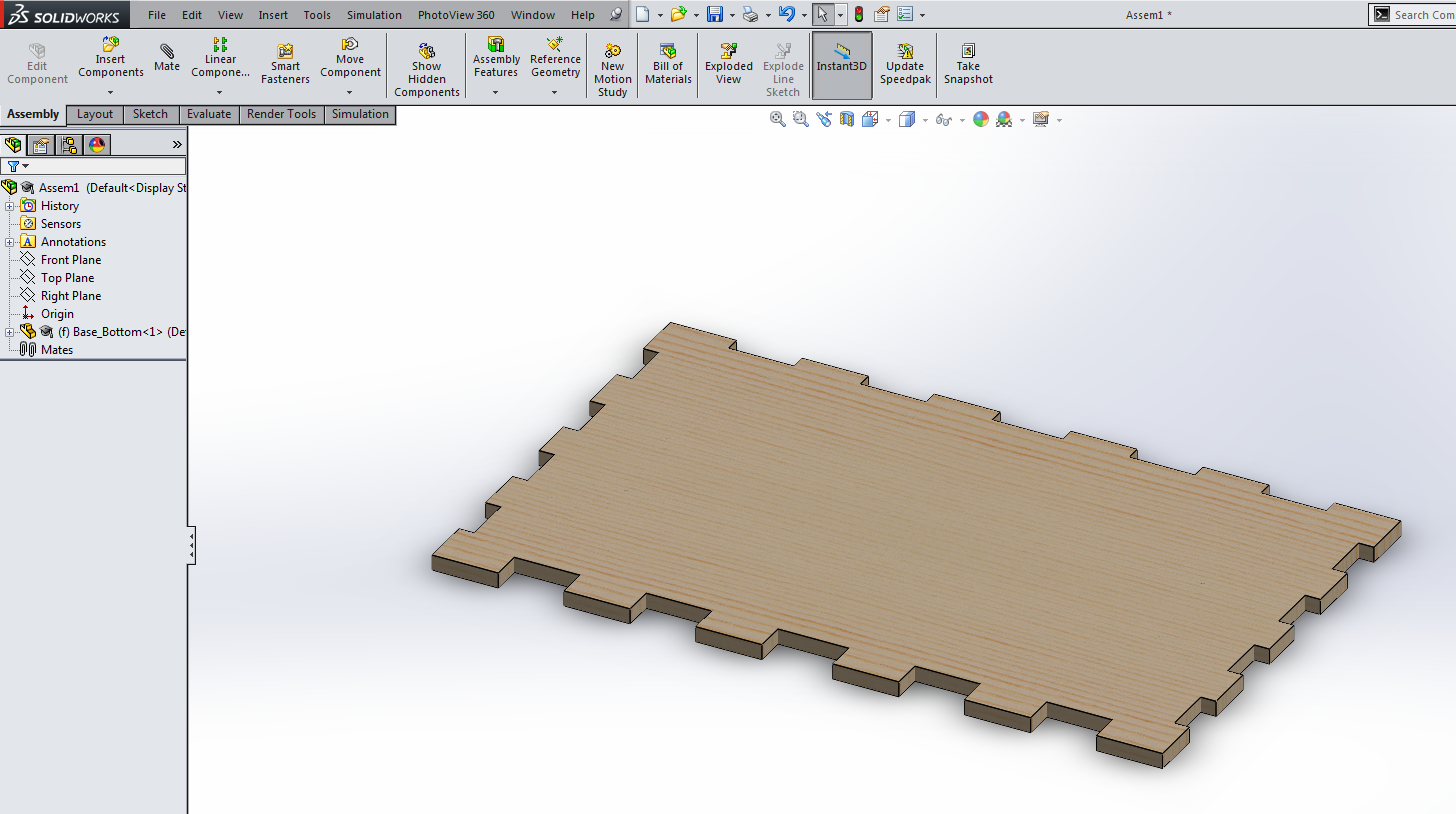 SOLIDWORKS File Edit View Insert Tools Simulation PhotoView 360 Window Help Assem1 * Search Com
Edit Component
Insert Components
Mate
Linear Compone...
Smart Fasteners
Move Component
Show Hidden Components
Assembly Features
Reference Geometry
New Motion Study
Bill of Materials
Exploded View
Explode Line Sketch
Instant3D
Update Speedpak
Take Snapshot
Assembly Layout Sketch Evaluate Render Tools Simulation
Assem1 (Default<Display St
History
Sensors
A Annotations
Front Plane
Top Plane
Right Plane
Origin
(f) Base_Bottom<1> (De
Mates